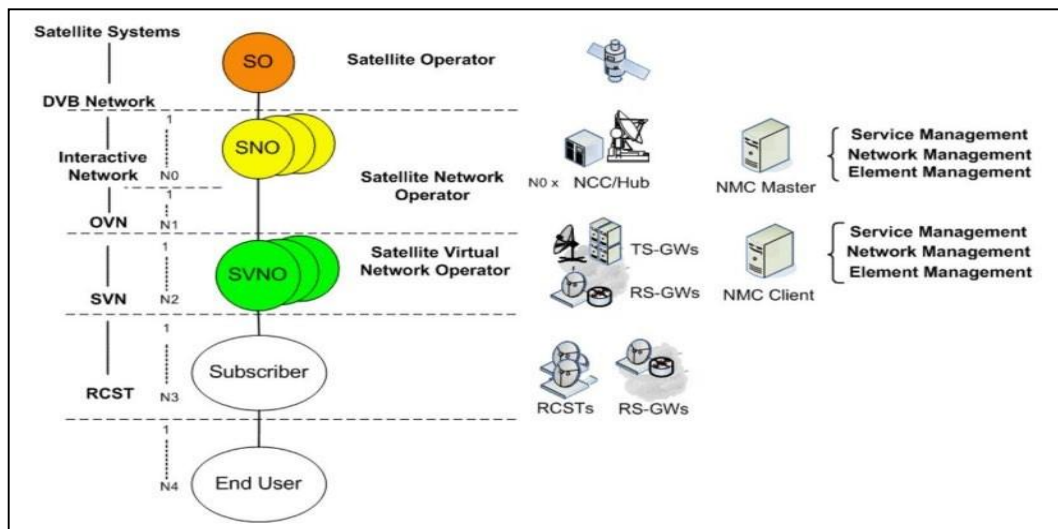 Satellite Systems
SO
Satellite Operator
DVB Network
1
SNO
Interactive
Network
N0
Satellite Network
Operator
N0 x NCC/Hub
NMC Master
Service Management
Network Management
Element Management
1
OVN
N1
1
SVNO
Satellite Virtual
Network Operator
SVN
N2
TS-GWs
RS-GWs
NMC Client
Service Management
Network Management
Element Management
1
Subscriber
RCST
N3
RCSTs
RS-GWs
1
End User
N4